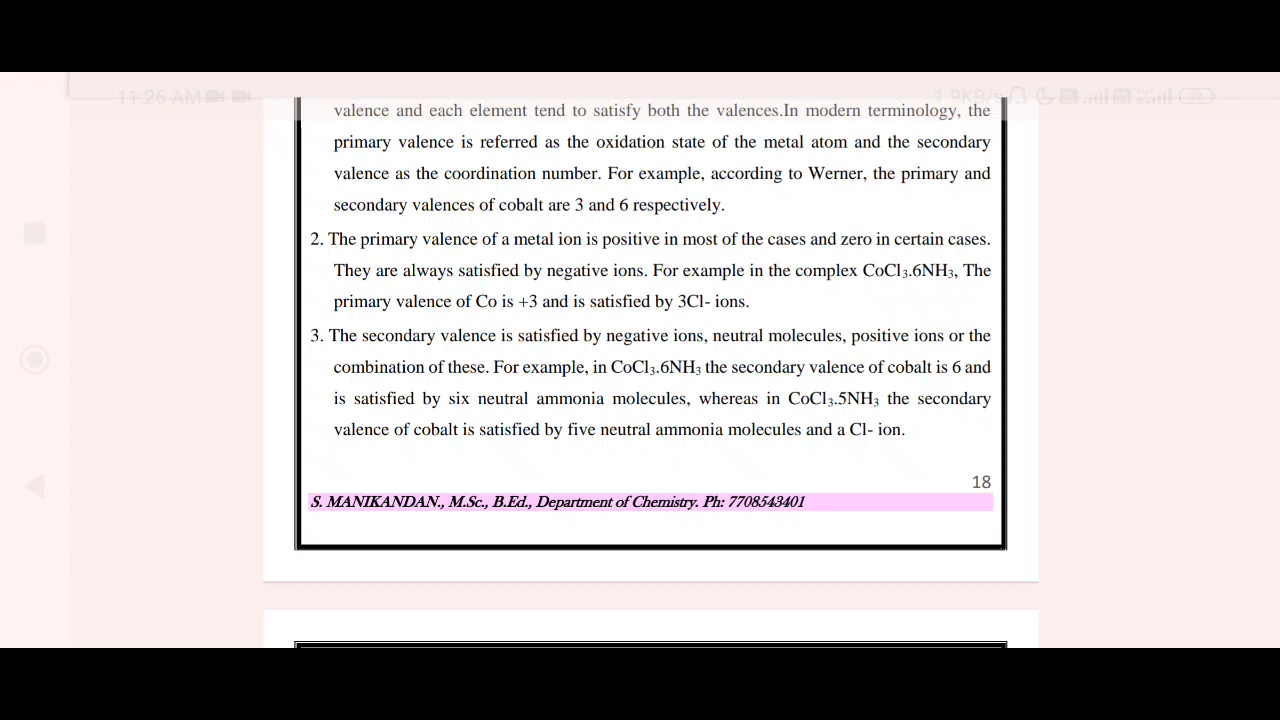 11:26 AM
1.9KB/s
valence and each element tend to satisfy both the valences.In modern terminology, the
primary valence is referred as the oxidation state of the metal atom and the secondary
valence as the coordination number. For example, according to Werner, the primary and
secondary valences of cobalt are 3 and 6 respectively.
2. The primary valence of a metal ion is positive in most of the cases and zero in certain cases.
They are always satisfied by negative ions. For example in the complex CoCl₃.6NH₃, The
primary valence of Co is +3 and is satisfied by 3Cl- ions.
3. The secondary valence is satisfied by negative ions, neutral molecules, positive ions or the
combination of these. For example, in CoCl₃.6NH₃ the secondary valence of cobalt is 6 and
is satisfied by six neutral ammonia molecules, whereas in CoCl₃.5NH₃ the secondary
valence of cobalt is satisfied by five neutral ammonia molecules and a Cl- ion.
18
S. MANIKANDAN., M.Sc., B.Ed., Department of Chemistry. Ph: 7708543401